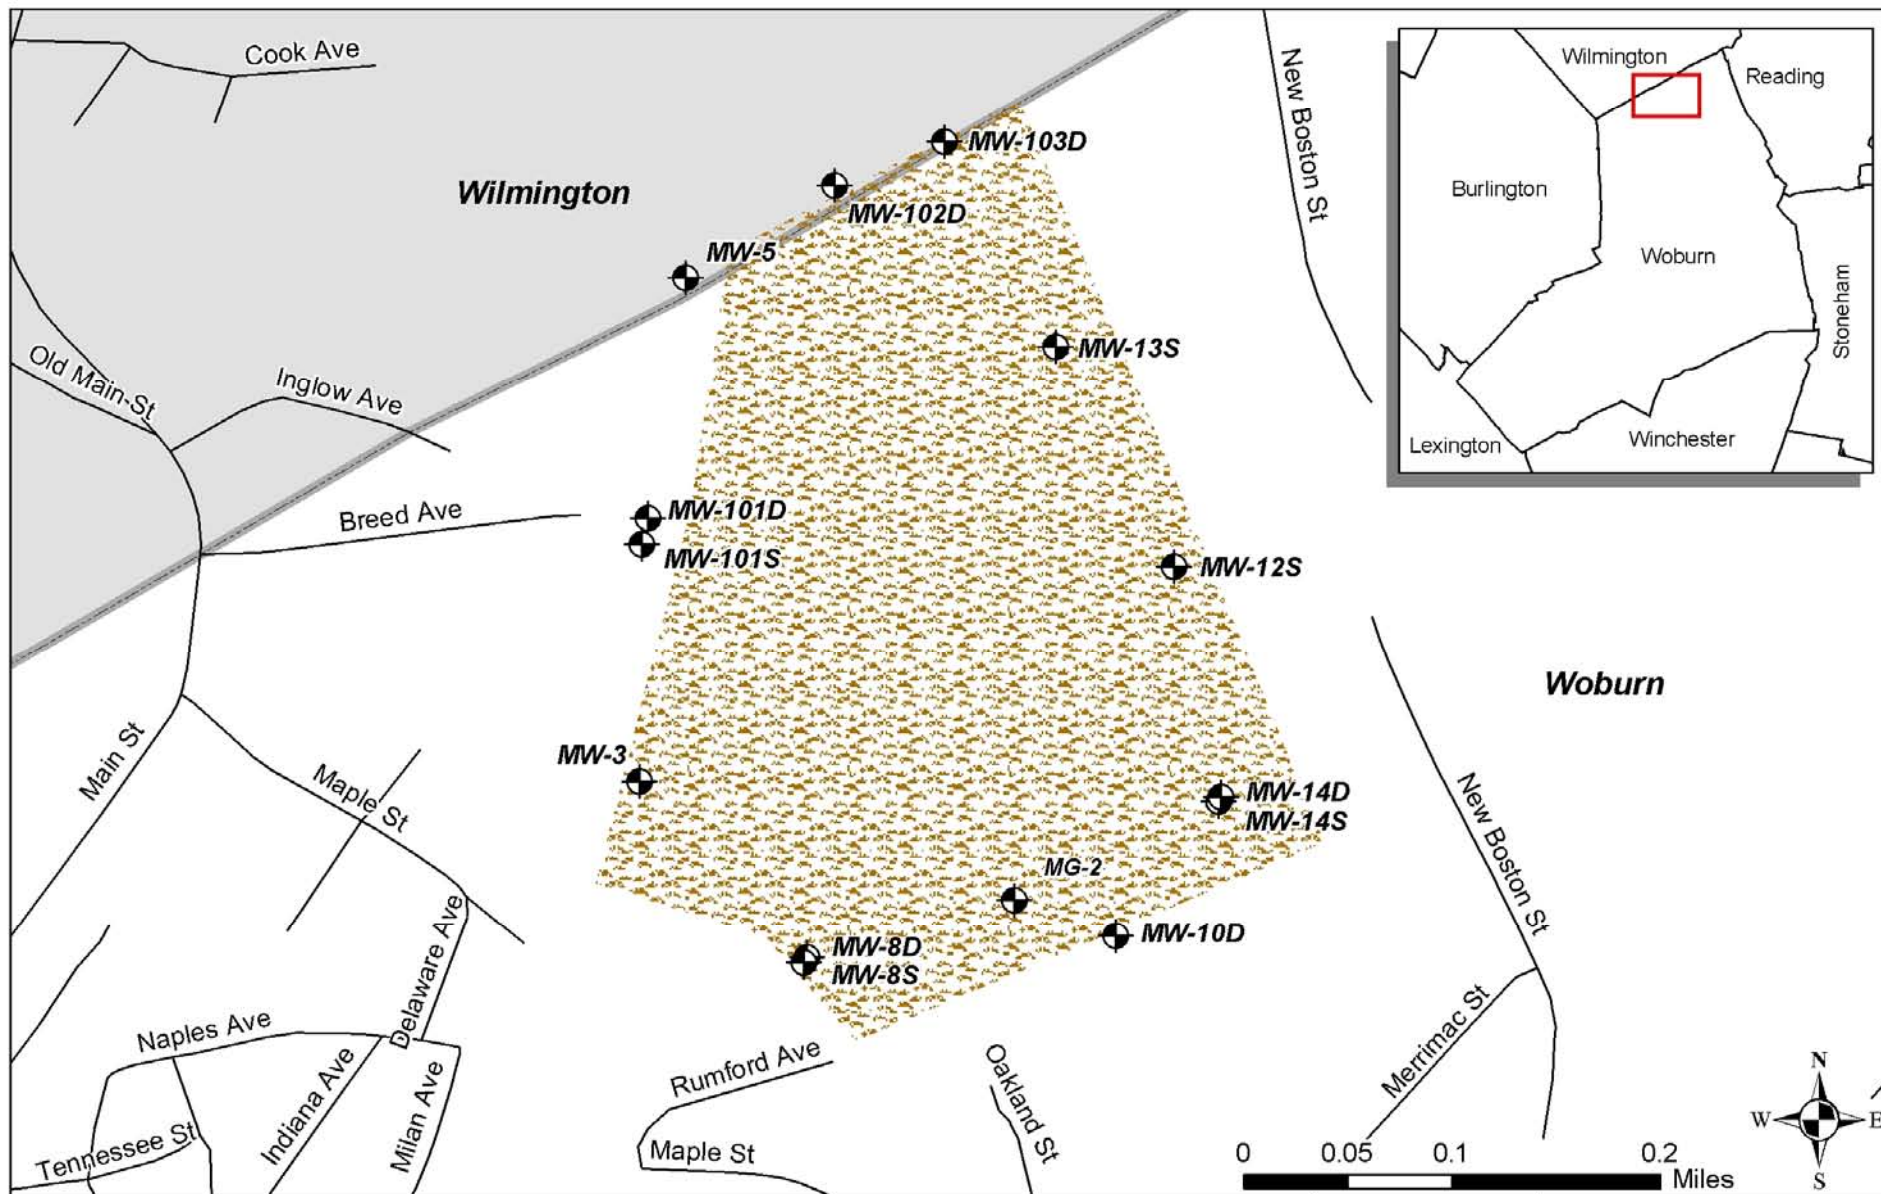 Cook Ave
New Boston St
Wilmington
Reading
Burlington
Woburn
Stoneham
Lexington
Winchester
MW-103D
Wilmington
MW-102D
MW-5
MW-13S
Old Main St
Inglow Ave
Breed Ave
MW-101D
MW-101S
MW-12S
Woburn
Main St
Maple St
MW-3
MW-14D
MW-14S
New Boston St
MG-2
MW-10D
MW-8D
MW-8S
Delaware Ave
Naples Ave
Indiana Ave
Milan Ave
Tennessee St
Rumford Ave
Maple St
Oakland St
Merrimac St
N
W E
S
0 0.05 0.1 0.2
Miles